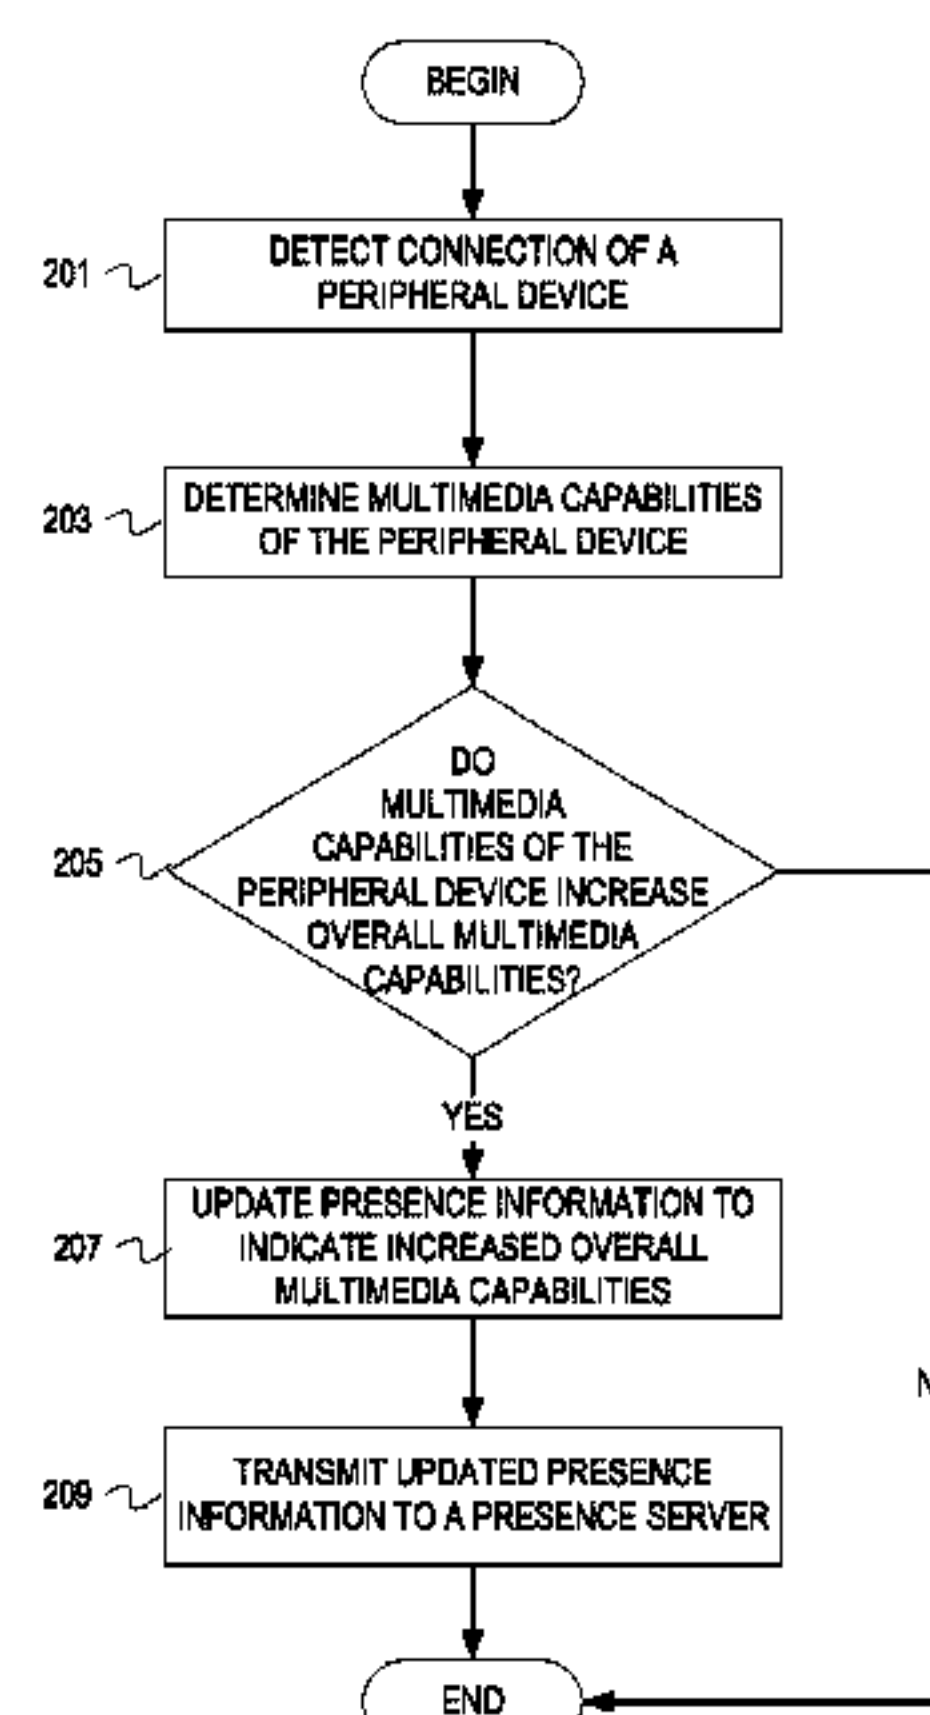 BEGIN
201
DETECT CONNECTION OF A
PERIPHERAL DEVICE
203
DETERMINE MULTIMEDIA CAPABILITIES
OF THE PERIPHERAL DEVICE
205
DO
MULTIMEDIA
CAPABILITIES OF THE
PERIPHERAL DEVICE INCREASE
OVERALL MULTIMEDIA
CAPABILITIES?
YES
207
UPDATE PRESENCE INFORMATION TO
INDICATE INCREASED OVERALL
MULTIMEDIA CAPABILITIES
209
TRANSMIT UPDATED PRESENCE
INFORMATION TO A PRESENCE SERVER
END